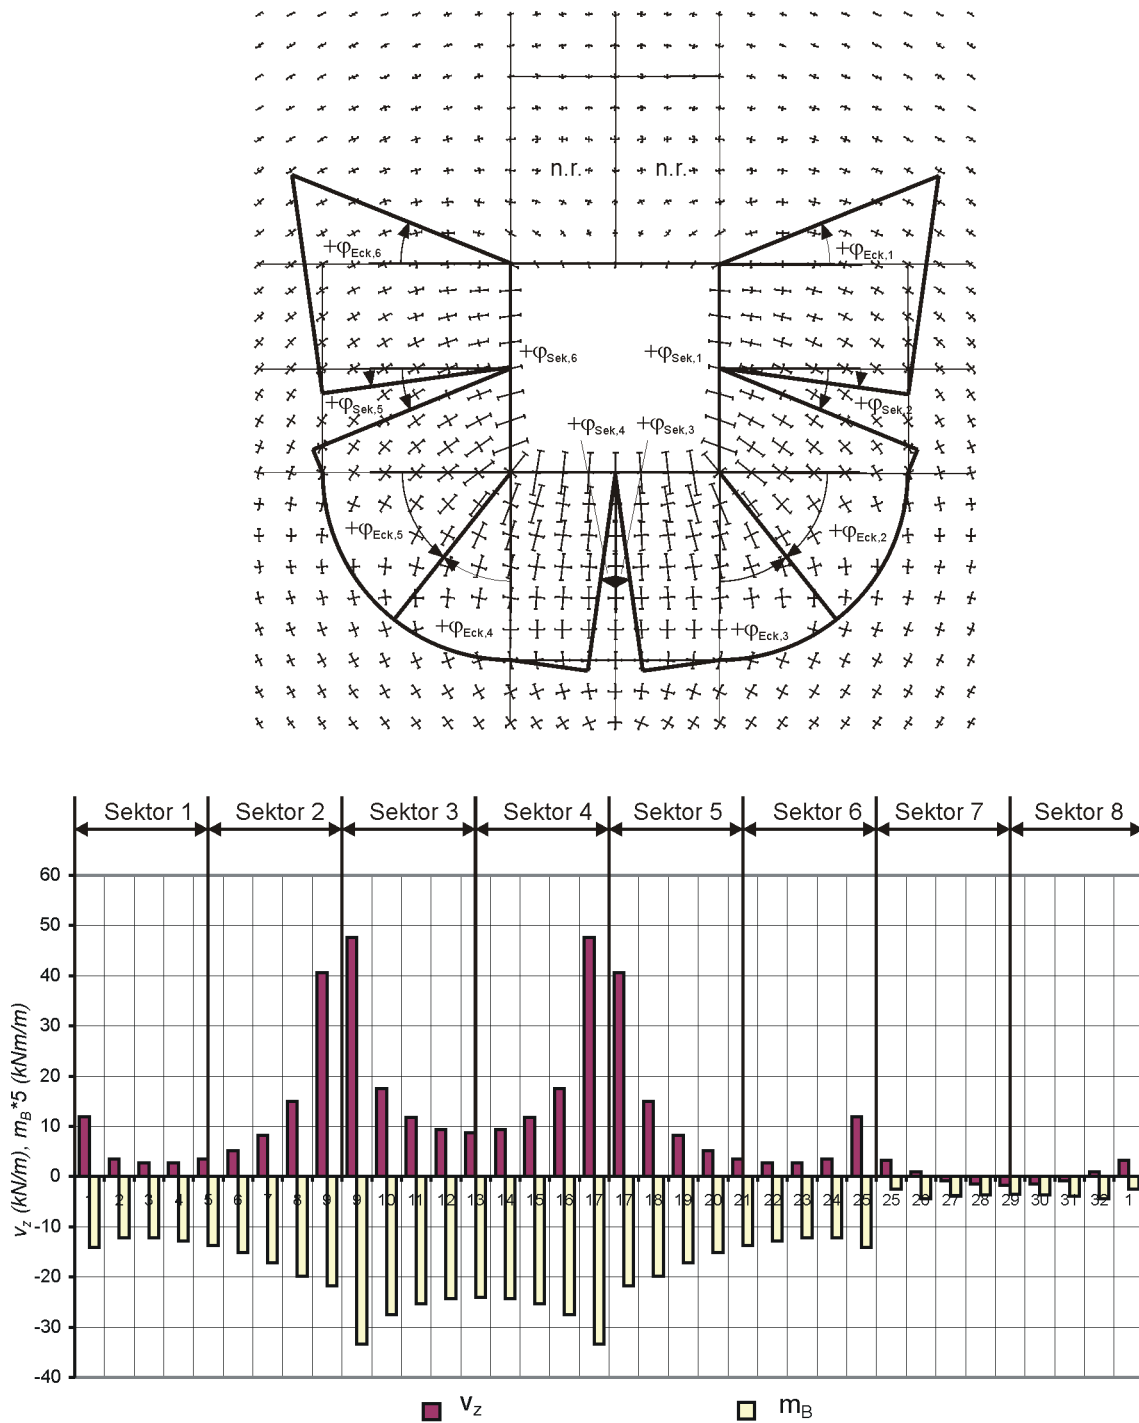 n.r. n.r.
+φEck,6 +φEck,1
+φSek,6 +φSek,1
+φSek,5 +φSek,2
+φSek,4 +φSek,3
+φEck,5 +φEck,2
+φEck,4 +φEck,3
Sektor 1 Sektor 2 Sektor 3 Sektor 4 Sektor 5 Sektor 6 Sektor 7 Sektor 8
60
50
40
30
20
10
0
-10
-20
-30
-40
vz (kN/m), mB*5 (kNm/m)
1 2 3 4 5 6 7 8 9 9 10 11 12 13 14 15 16 17 17 18 19 20 21 22 23 24 25 25 26 27 28 29 30 31 32 1
vz mB